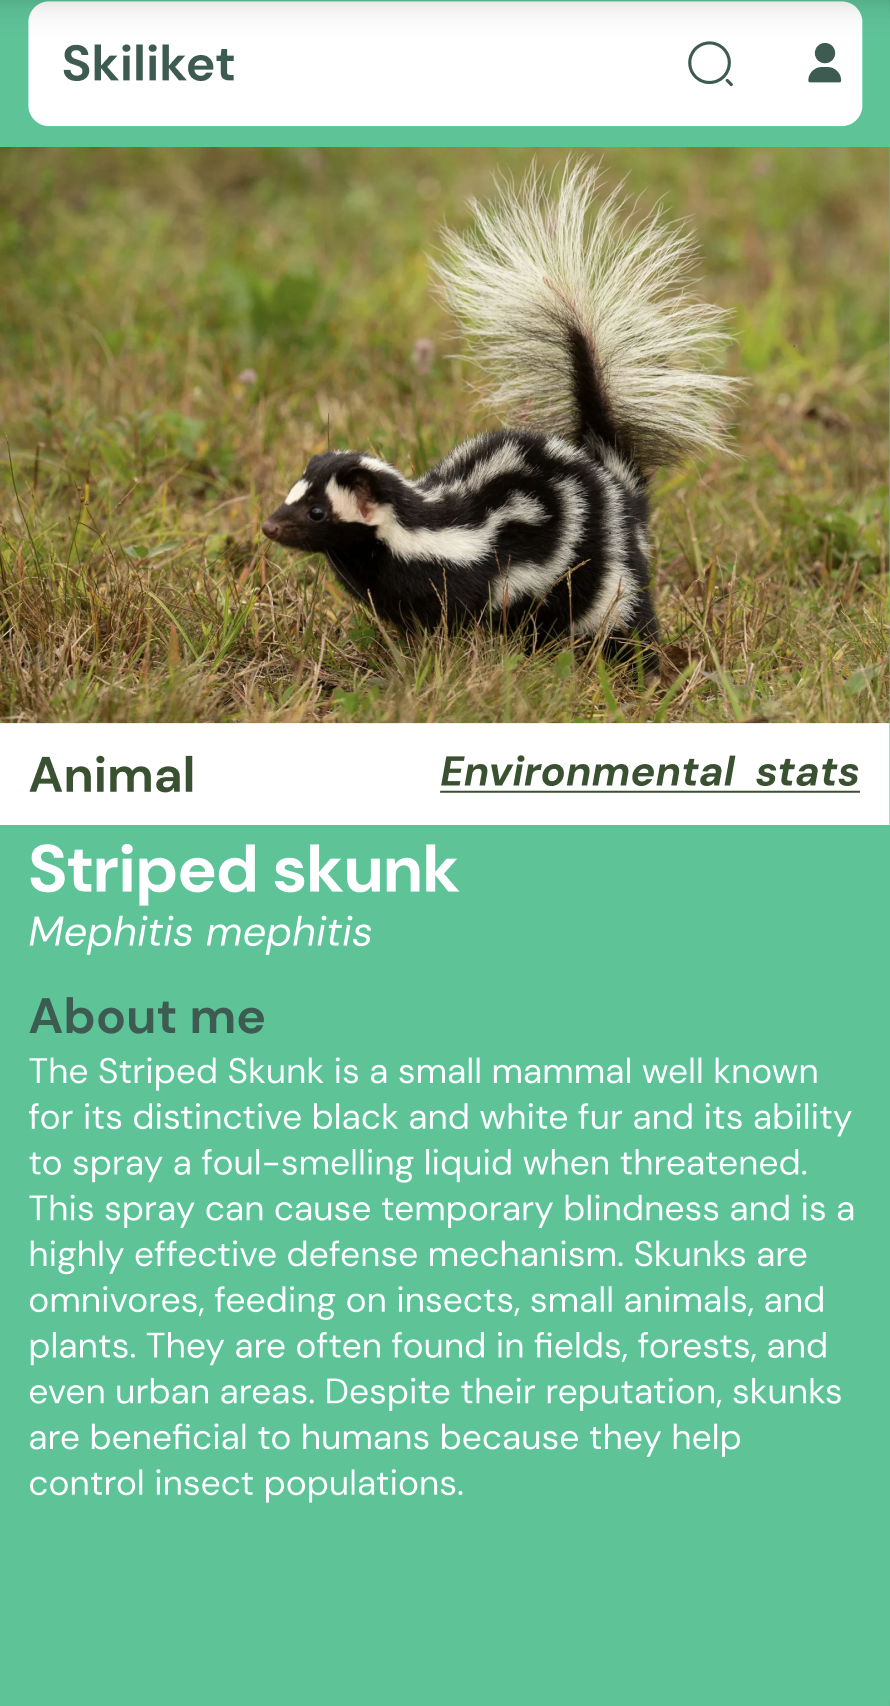 Skiliket
Animal
Environmental stats
Striped skunk
Mephitis mephitis
About me
The Striped Skunk is a small mammal well known
for its distinctive black and white fur and its ability
to spray a foul-smelling liquid when threatened.
This spray can cause temporary blindness and is a
highly effective defense mechanism. Skunks are
omnivores, feeding on insects, small animals, and
plants. They are often found in fields, forests, and
even urban areas. Despite their reputation, skunks
are beneficial to humans because they help
control insect populations.